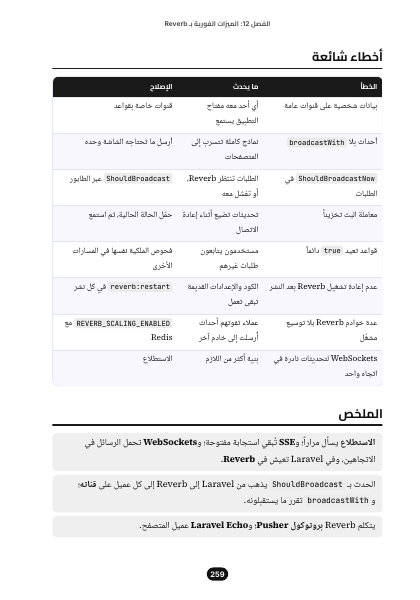 الفصل 12: الميزات الفورية بـ Reverb
أخطاء شائعة
الخطأ ما يحدث الإصلاح
بيانات شخصية على قنوات عامة أي أحد معه مفتاح التطبيق يستمع قنوات خاصة بقواعد
أحداث بلا broadcastWith نماذج كاملة تتسرب إلى المتصفحات أرسل ما تحتاجه الشاشة وحده
ShouldBroadcastNow في الطلبات الطلبات تنتظر Reverb، أو تفشل معه ShouldBroadcast عبر الطابور
معاملة البث تخزيناً تحديثات تضيع أثناء إعادة الاتصال حمّل الحالة الحالية، ثم استمع
قواعد تعيد true دائماً مستخدمون يتابعون طلبات غيرهم فحوص الملكية نفسها في المسارات الأخرى
عدم إعادة تشغيل Reverb بعد النشر الكود والإعدادات القديمة تبقى تعمل reverb:restart في كل نشر
عدة خوادم Reverb بلا توسيع مشغّل عملاء تفوتهم أحداث أُرسلت إلى خادم آخر REVERB_SCALING_ENABLED مع Redis
WebSockets لتحديثات نادرة في اتجاه واحد بنية أكثر من اللازم الاستطلاع
الملخص
الاستطلاع يسأل مراراً؛ وSSE تُبقي استجابة مفتوحة؛ وWebSockets تحمل الرسائل في
الاتجاهين، وفي Laravel تعيش في Reverb.
الحدث بـ ShouldBroadcast يذهب من Laravel إلى Reverb إلى كل عميل على قناته؛
و broadcastWith تقرر ما يستقبلونه.
يتكلم Reverb بروتوكول Pusher؛ وLaravel Echo عميل المتصفح.
259